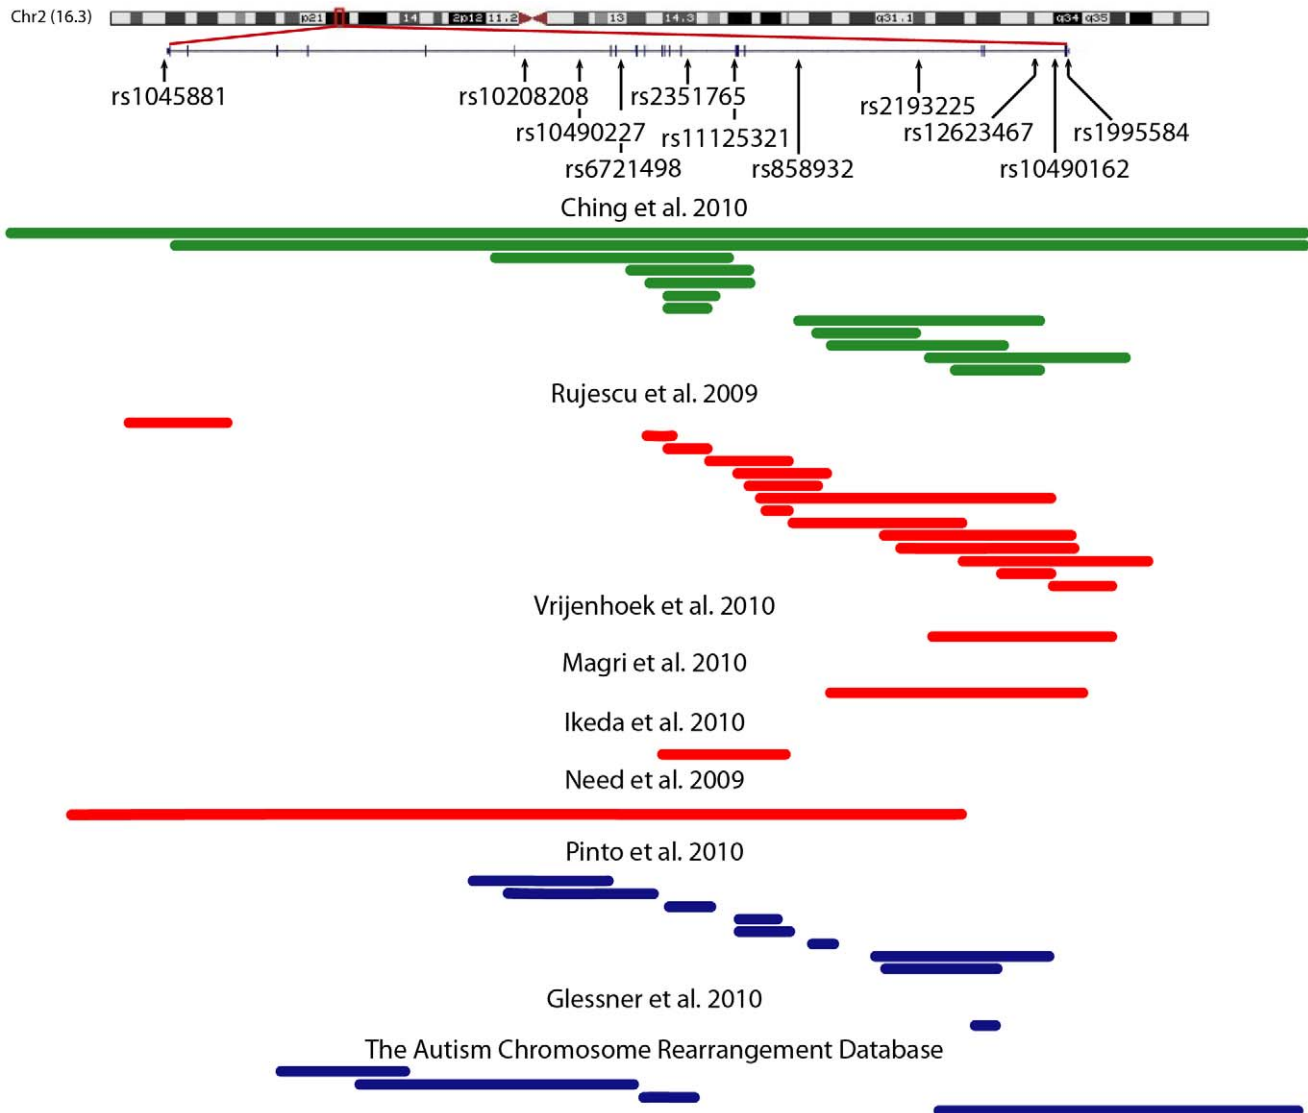 Chr2 (16.3) p21 14 2p12 11.2 13 14.3 q31.1 q34 q35
rs1045881 rs10208208 rs2351765 rs2193225
rs10490227 rs11125321 rs12623467 rs1995584
rs6721498 rs858932 rs10490162
Ching et al. 2010
Rujescu et al. 2009
Vrijenhoek et al. 2010
Magri et al. 2010
Ikeda et al. 2010
Need et al. 2009
Pinto et al. 2010
Glessner et al. 2010
The Autism Chromosome Rearrangement Database